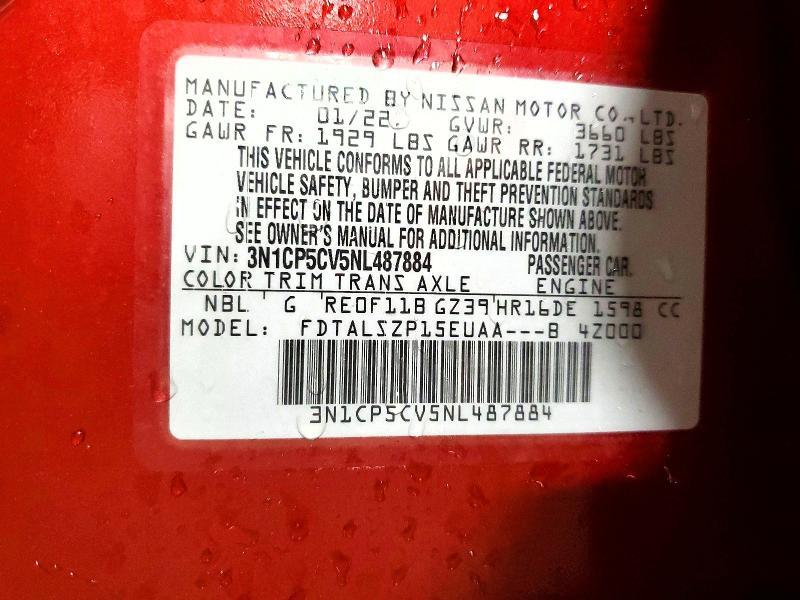 MANUFACTURED BY NISSAN MOTOR CO., LTD.
DATE: 01/22 GVWR: 3660 LBS
GAWR FR: 1929 LBS GAWR RR: 1731 LBS
THIS VEHICLE CONFORMS TO ALL APPLICABLE FEDERAL MOTOR
VEHICLE SAFETY, BUMPER AND THEFT PREVENTION STANDARDS
IN EFFECT ON THE DATE OF MANUFACTURE SHOWN ABOVE.
SEE OWNER'S MANUAL FOR ADDITIONAL INFORMATION.
VIN: 3N1CP5CV5NL487884 PASSENGER CAR.
COLOR TRIM TRANS AXLE ENGINE
NBL G RE0F11B GZ39 HR16DE 1598 CC
MODEL: FDTALSZP15EUAA---B 4Z000
3N1CP5CV5NL487884